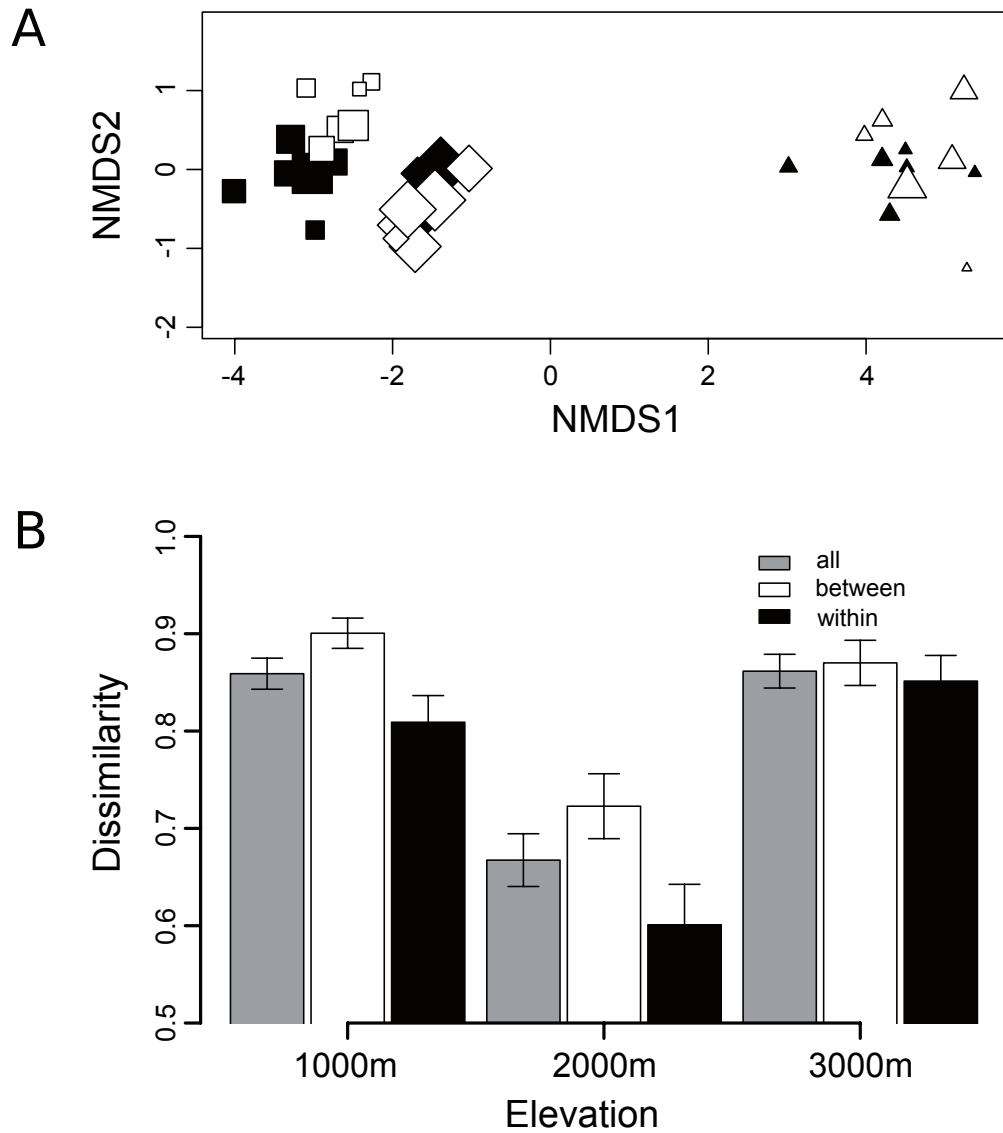 A
NMDS2
1
0
-1
-2
-4
-2
0
2
4
NMDS1
B
Dissimilarity
1.0
0.9
0.8
0.7
0.6
0.5
all
between
within
1000m
2000m
3000m
Elevation